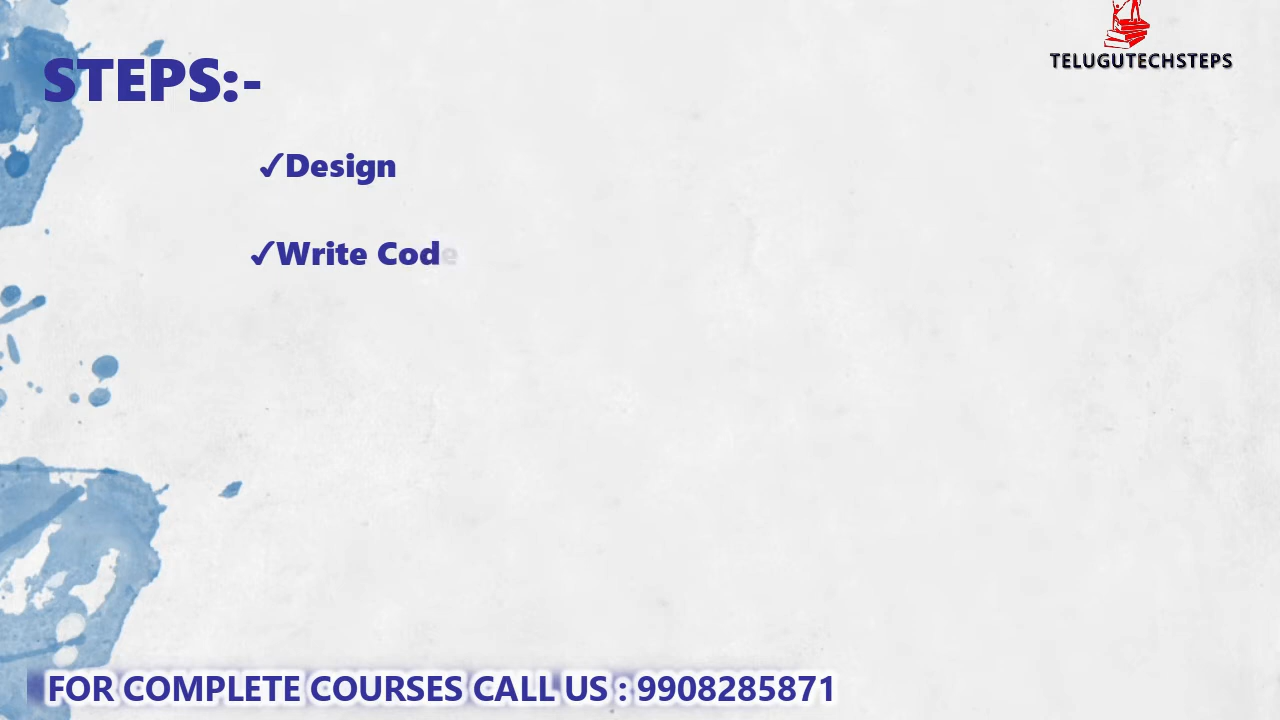 TELUGUTECHSTEPS
STEPS:-
✓Design
✓Write Code
FOR COMPLETE COURSES CALL US : 9908285871